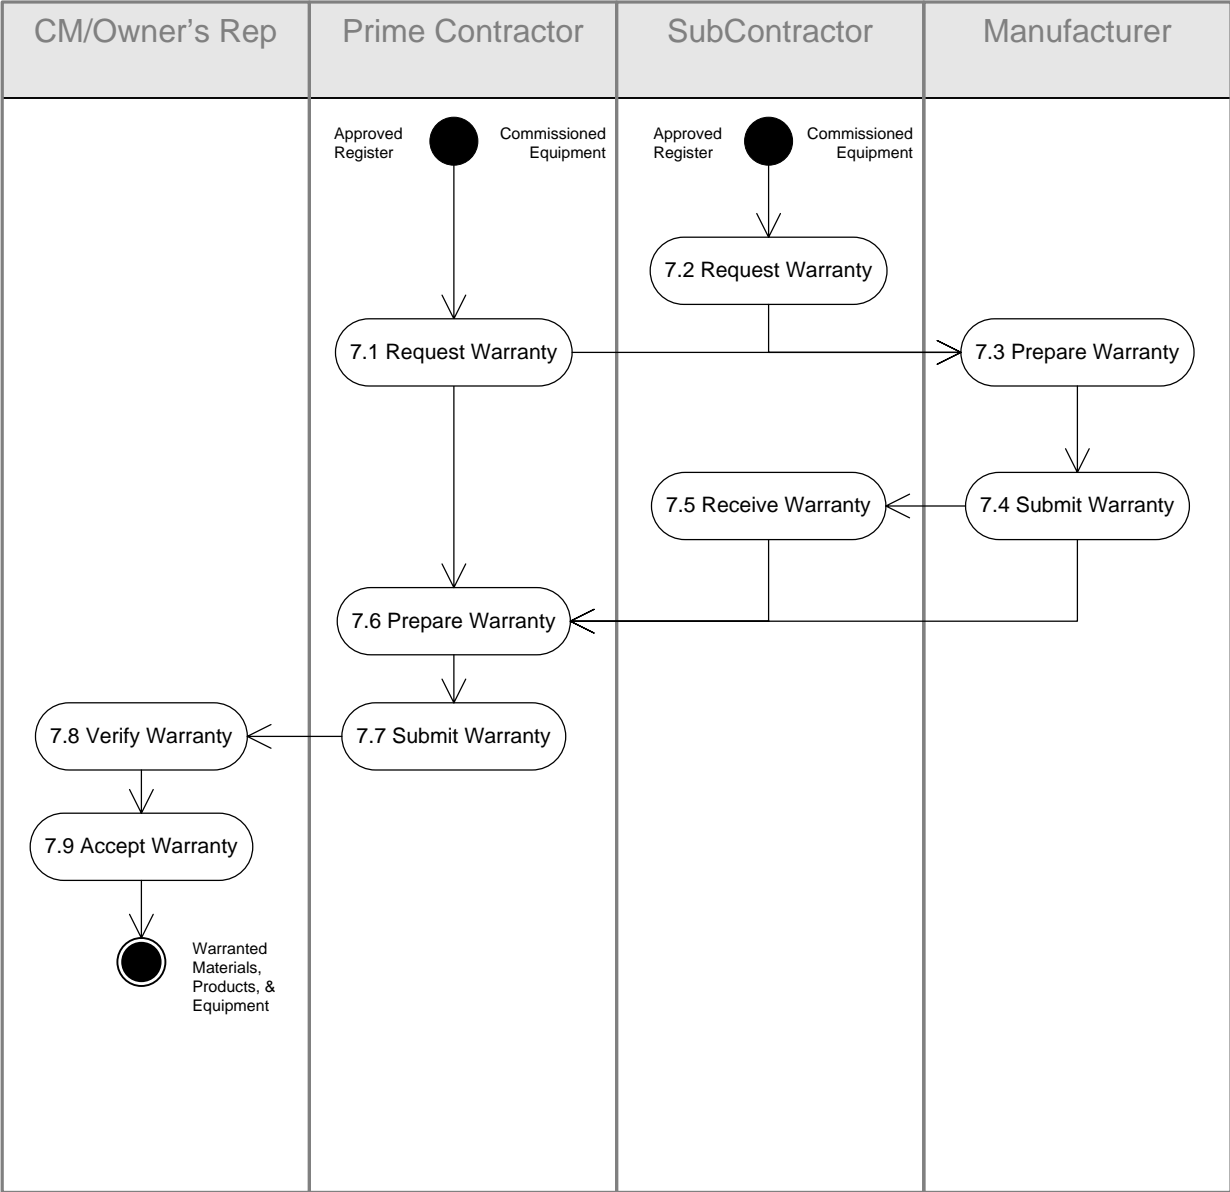 CM/Owner's Rep
Prime Contractor
SubContractor
Manufacturer
Approved
Register
Commissioned
Equipment
Approved
Register
Commissioned
Equipment
7.2 Request Warranty
7.1 Request Warranty
7.3 Prepare Warranty
7.5 Receive Warranty
7.4 Submit Warranty
7.6 Prepare Warranty
7.8 Verify Warranty
7.7 Submit Warranty
7.9 Accept Warranty
Warranted
Materials,
Products, &
Equipment